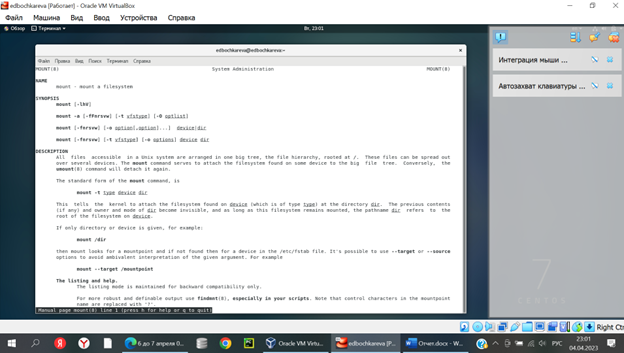 edbochkareva [Работает] - Oracle VM VirtualBox
Файл Машина Вид Ввод Устройства Справка
Обзор Терминал Вт, 23:01
edbochkareva@edbochkareva:~
Файл Правка Вид Поиск Терминал Справка
MOUNT(8) System Administration MOUNT(8)
NAME
mount - mount a filesystem
SYNOPSIS
mount [-lhV]
mount -a [-fFnrsvw] [-t vfstype] [-O optlist]
mount [-fnrsvw] [-o option[,option]...] device|dir
mount [-fnrsvw] [-t vfstype] [-o options] device dir
DESCRIPTION
All files accessible in a Unix system are arranged in one big tree, the file hierarchy, rooted at /. These files can be spread out
over several devices. The mount command serves to attach the filesystem found on some device to the big file tree. Conversely, the
umount(8) command will detach it again.
The standard form of the mount command, is
mount -t type device dir
This tells the kernel to attach the filesystem found on device (which is of type type) at the directory dir. The previous contents
(if any) and owner and mode of dir become invisible, and as long as this filesystem remains mounted, the pathname dir refers to the
root of the filesystem on device.
If only directory or device is given, for example:
mount /dir
then mount looks for a mountpoint and if not found then for a device in the /etc/fstab file. It's possible to use --target or --source
options to avoid ambivalent interpretation of the given argument. For example
mount --target /mountpoint
The listing and help.
The listing mode is maintained for backward compatibility only.
For more robust and definable output use findmnt(8), especially in your scripts. Note that control characters in the mountpoint
name are replaced with '?'.
Manual page mount(8) line 1 (press h for help or q to quit)
Интеграция мыши ...
Автозахват клавиатуры ...
7
CENTOS
Right Ctrl
6 до 7 апреля 0...
Oracle VM Virtu...
edbochkareva [Р...
Отчет.docx - W...
РУС
23:01
04.04.2023